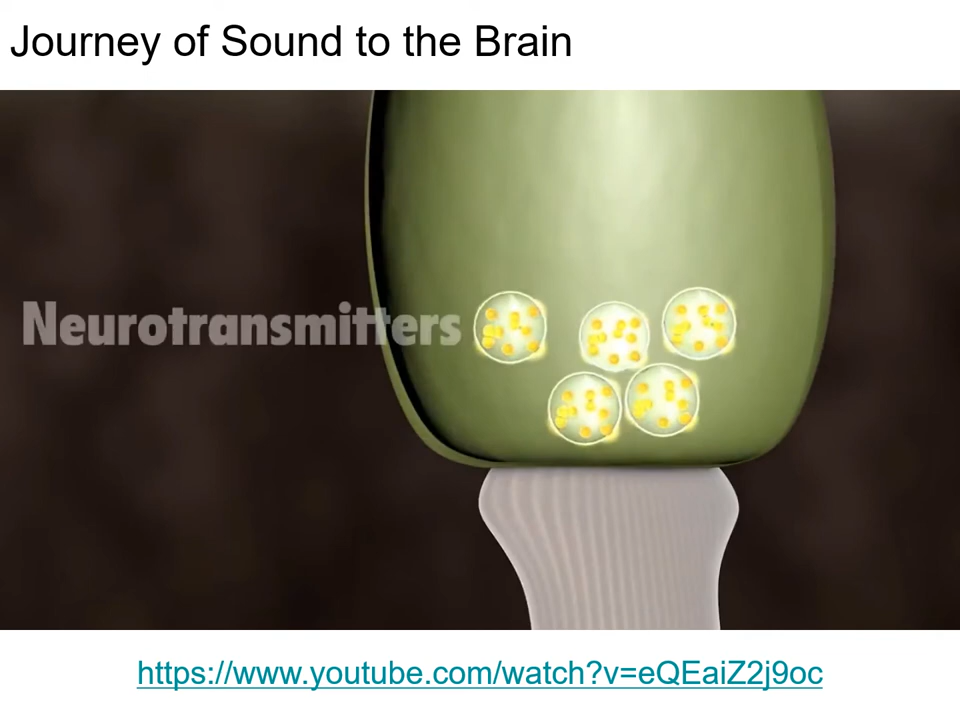 Journey of Sound to the Brain
Neurotransmitters
https://www.youtube.com/watch?v=eQEaiZ2j9oc